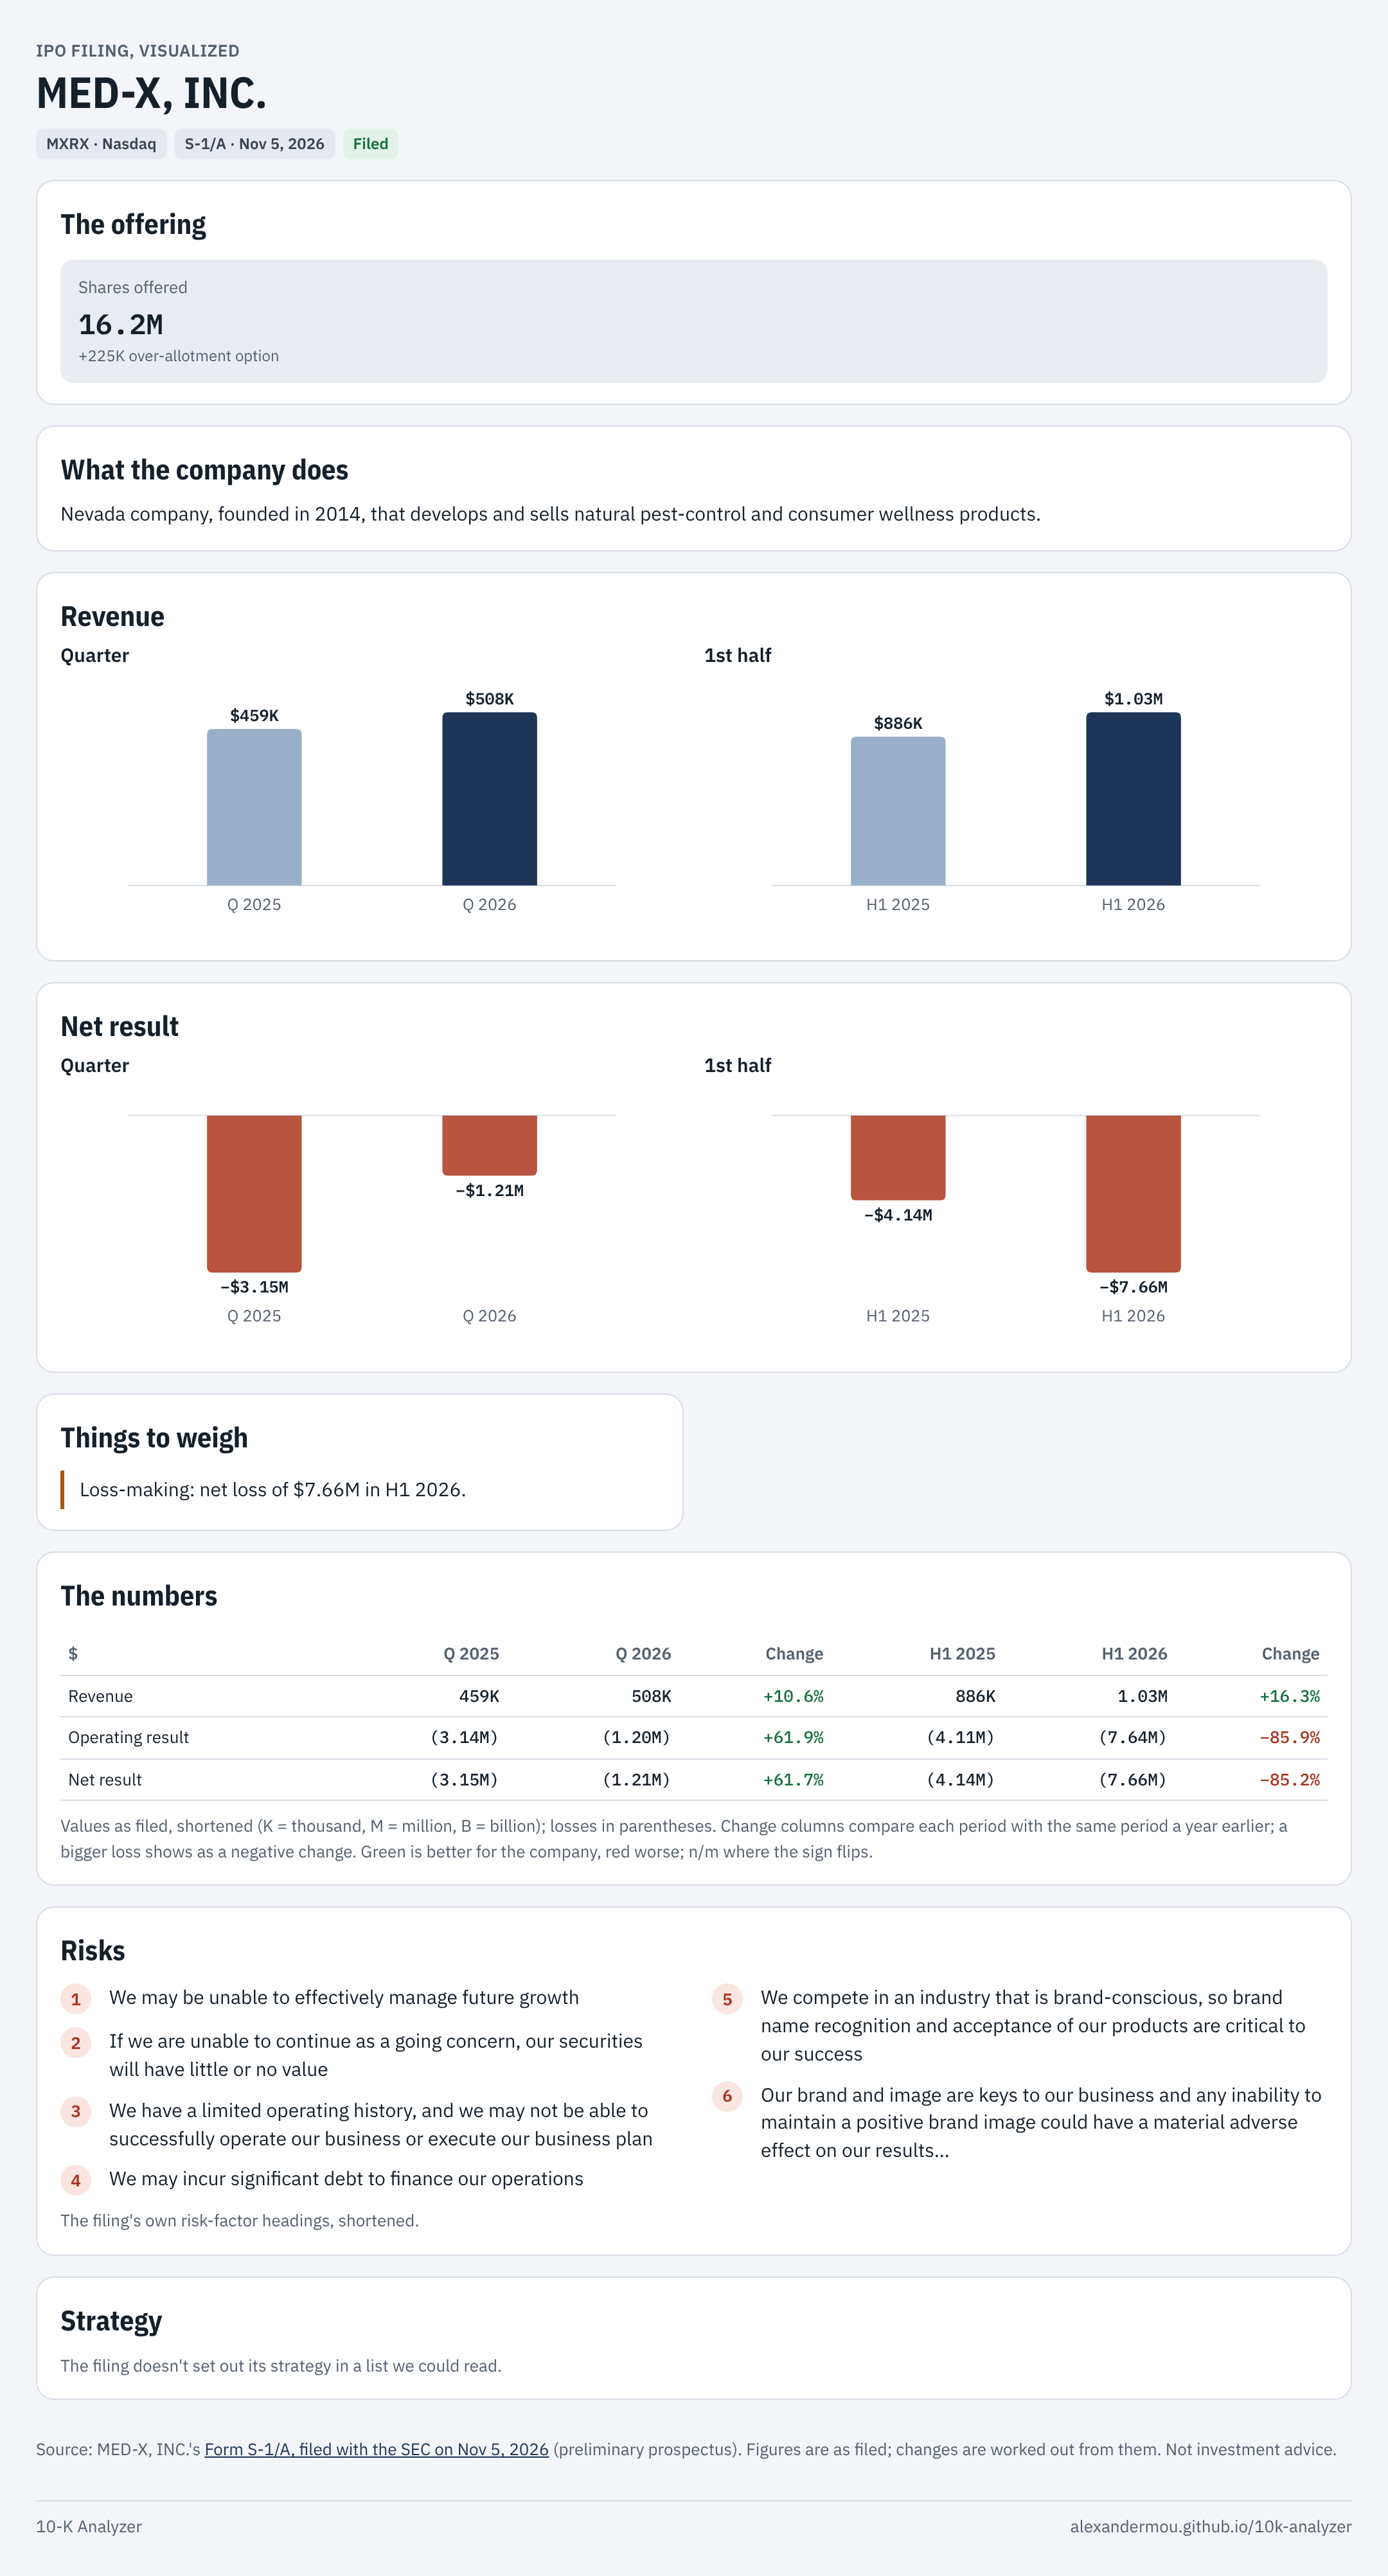 IPO FILING, VISUALIZED
MED-X, INC.
MXRX · Nasdaq
S-1/A · Nov 5, 2026
Filed
The offering
Shares offered
16.2M
+225K over-allotment option
What the company does
Nevada company, founded in 2014, that develops and sells natural pest-control and consumer wellness products.
Revenue
Quarter
$459K
$508K
Q 2025
Q 2026
1st half
$886K
$1.03M
H1 2025
H1 2026
Net result
Quarter
−$3.15M
−$1.21M
Q 2025
Q 2026
1st half
−$4.14M
−$7.66M
H1 2025
H1 2026
Things to weigh
Loss-making: net loss of $7.66M in H1 2026.
The numbers
$ Q 2025 Q 2026 Change H1 2025 H1 2026 Change
Revenue 459K 508K +10.6% 886K 1.03M +16.3%
Operating result (3.14M) (1.20M) +61.9% (4.11M) (7.64M) −85.9%
Net result (3.15M) (1.21M) +61.7% (4.14M) (7.66M) −85.2%
Values as filed, shortened (K = thousand, M = million, B = billion); losses in parentheses. Change columns compare each period with the same period a year earlier; a
bigger loss shows as a negative change. Green is better for the company, red worse; n/m where the sign flips.
Risks
1 We may be unable to effectively manage future growth
2 If we are unable to continue as a going concern, our securities
will have little or no value
3 We have a limited operating history, and we may not be able to
successfully operate our business or execute our business plan
4 We may incur significant debt to finance our operations
5 We compete in an industry that is brand-conscious, so brand
name recognition and acceptance of our products are critical to
our success
6 Our brand and image are keys to our business and any inability to
maintain a positive brand image could have a material adverse
effect on our results…
The filing's own risk-factor headings, shortened.
Strategy
The filing doesn't set out its strategy in a list we could read.
Source: MED-X, INC.'s Form S-1/A, filed with the SEC on Nov 5, 2026 (preliminary prospectus). Figures are as filed; changes are worked out from them. Not investment advice.
10-K Analyzer
alexandermou.github.io/10k-analyzer